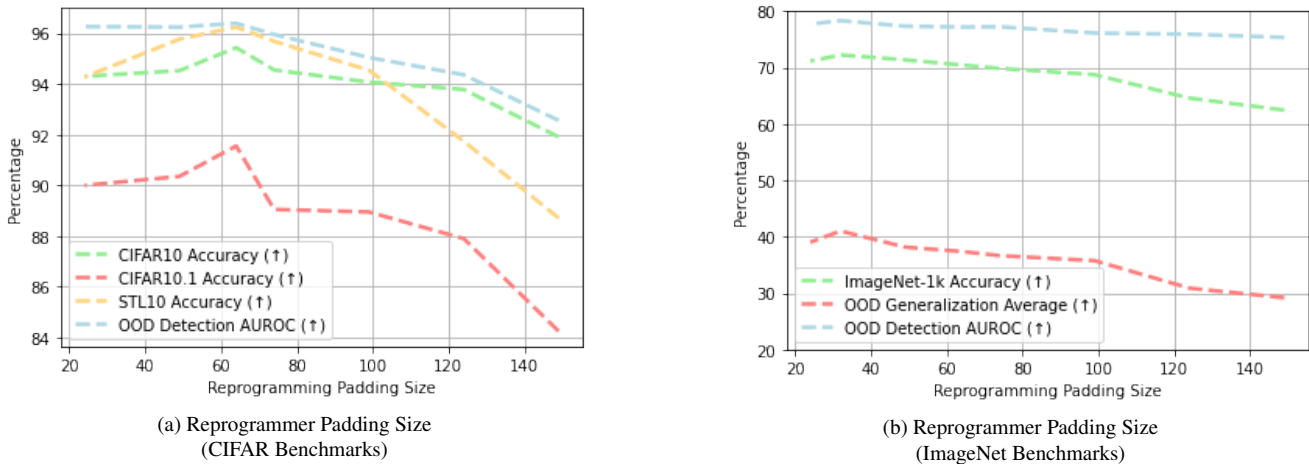 96
94
92
90
88
86
84
Percentage
CIFAR10 Accuracy (↑)
CIFAR10.1 Accuracy (↑)
STL10 Accuracy (↑)
OOD Detection AUROC (↑)
20 40 60 80 100 120 140
Reprogramming Padding Size
(a) Reprogrammer Padding Size
(CIFAR Benchmarks)
80
70
60
50
40
30
20
Percentage
ImageNet-1k Accuracy (↑)
OOD Generalization Average (↑)
OOD Detection AUROC (↑)
20 40 60 80 100 120 140
Reprogramming Padding Size
(b) Reprogrammer Padding Size
(ImageNet Benchmarks)